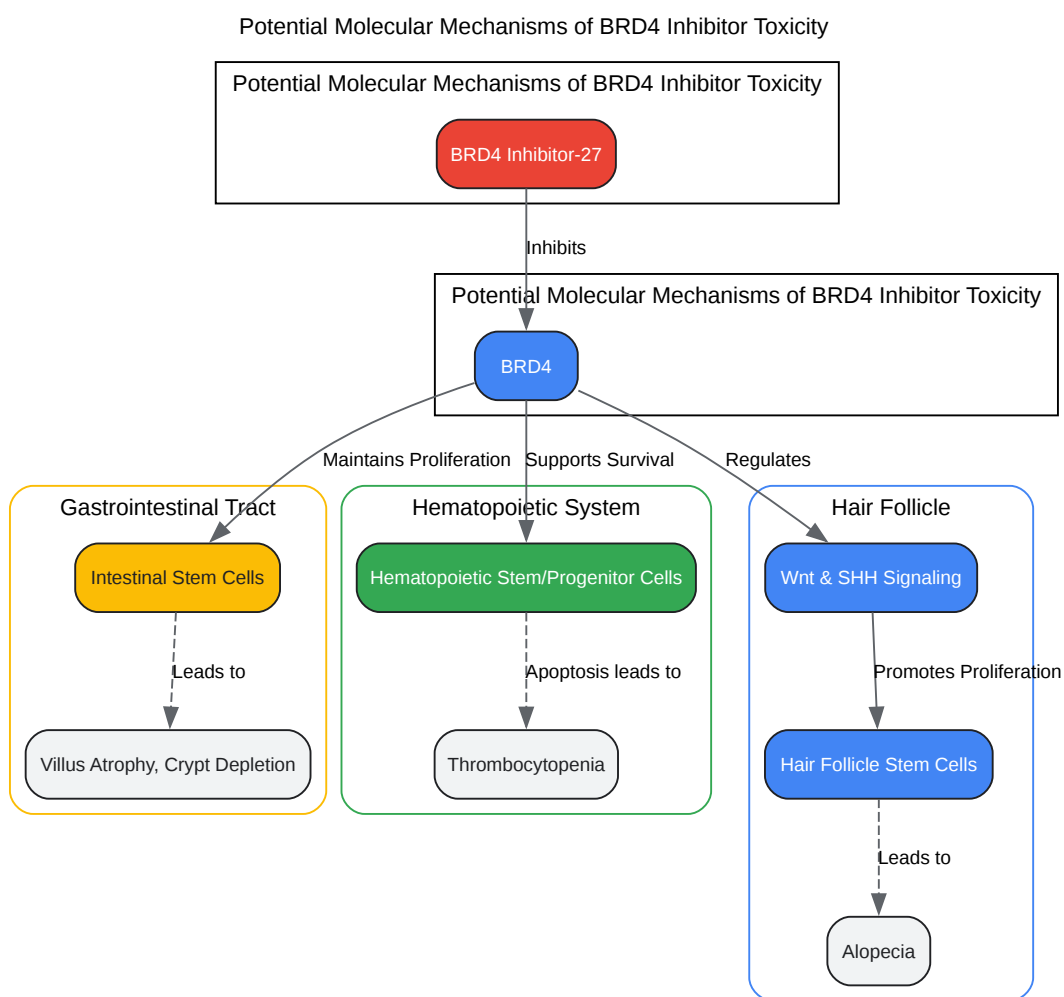 Potential Molecular Mechanisms of BRD4 Inhibitor Toxicity
Potential Molecular Mechanisms of BRD4 Inhibitor Toxicity
BRD4 Inhibitor-27
Inhibits
Potential Molecular Mechanisms of BRD4 Inhibitor Toxicity
BRD4
Maintains Proliferation
Supports Survival
Regulates
Gastrointestinal Tract
Hematopoietic System
Hair Follicle
Intestinal Stem Cells
Hematopoietic Stem/Progenitor Cells
Wnt & SHH Signaling
Leads to
Apoptosis leads to
Promotes Proliferation
Villus Atrophy, Crypt Depletion
Thrombocytopenia
Hair Follicle Stem Cells
Leads to
Alopecia